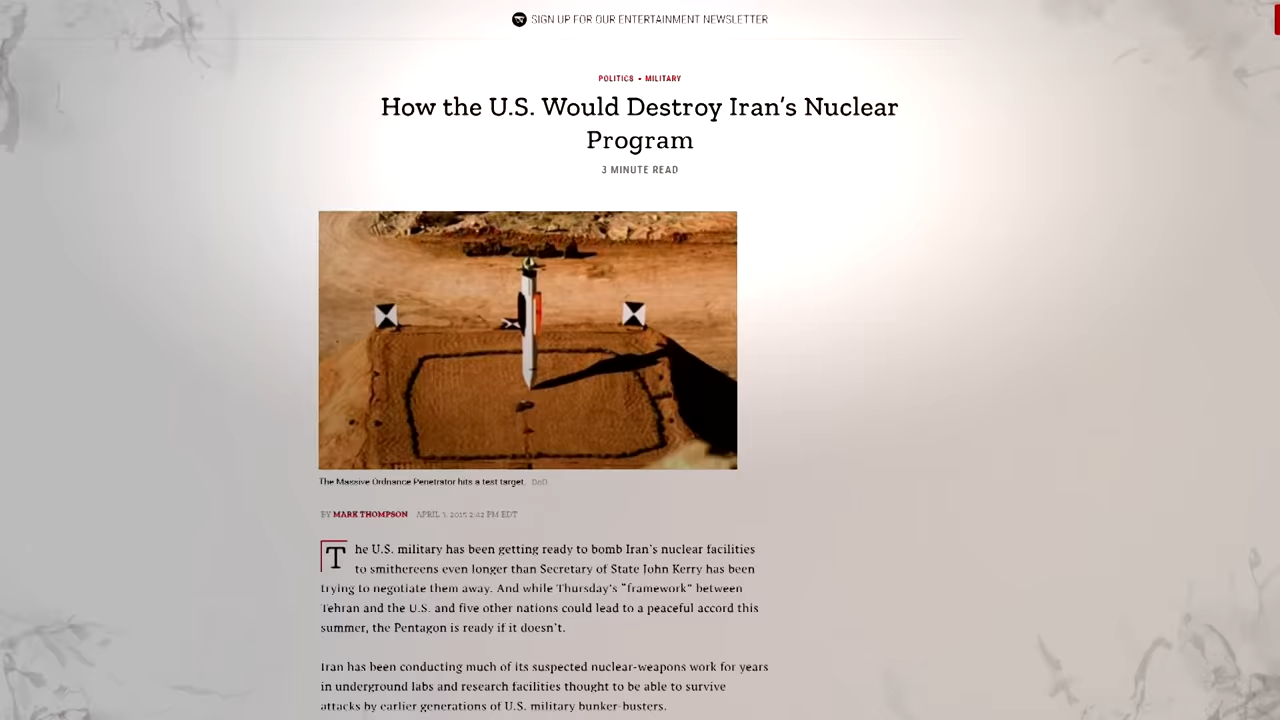 SIGN UP FOR OUR ENTERTAINMENT NEWSLETTER
POLITICS • MILITARY
How the U.S. Would Destroy Iran's Nuclear
Program
3 MINUTE READ
The Massive Ordnance Penetrator hits a test target. DoD
BY MARK THOMPSON APRIL 3, 2015 2:42 PM EDT
The U.S. military has been getting ready to bomb Iran's nuclear facilities
to smithereens even longer than Secretary of State John Kerry has been
trying to negotiate them away. And while Thursday's “framework” between
Tehran and the U.S. and five other nations could lead to a peaceful accord this
summer, the Pentagon is ready if it doesn't.
Iran has been conducting much of its suspected nuclear-weapons work for years
in underground labs and research facilities thought to be able to survive
attacks by earlier generations of U.S. military bunker-busters.